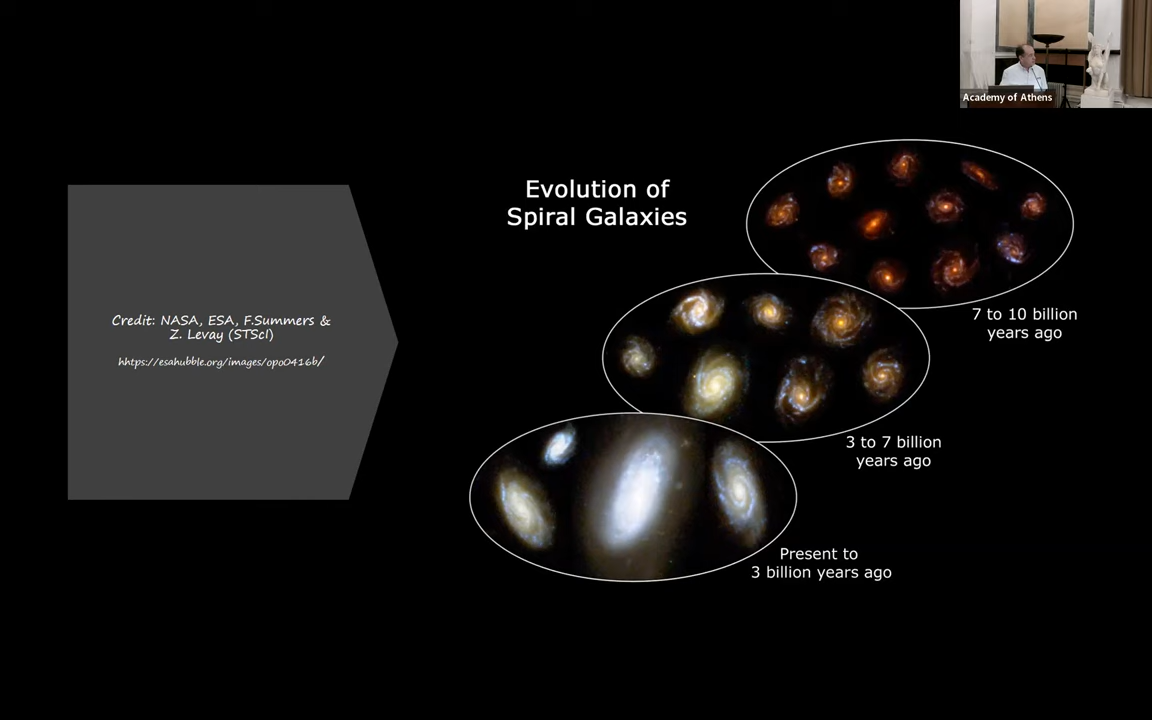 Academy of Athens
Evolution of
Spiral Galaxies
Credit: NASA, ESA, F.Summers &
Z. Levay (STScI)
hhtps://esahubble.org/images/opo0416b/
7 to 10 billion
years ago
3 to 7 billion
years ago
Present to
3 billion years ago